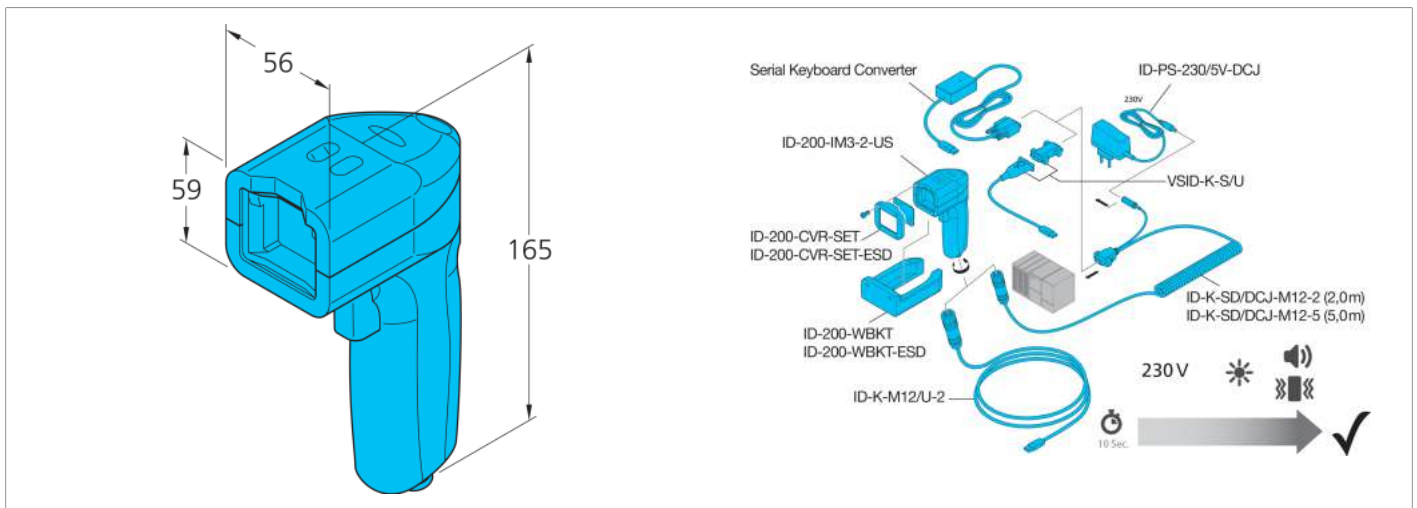 56
59
165
Serial Keyboard Converter
ID-PS-230/5V-DCJ
230V
ID-200-IM3-2-US
VSID-K-S/U
ID-200-CVR-SET
ID-200-CVR-SET-ESD
ID-K-SD/DCJ-M12-2 (2,0m)
ID-K-SD/DCJ-M12-5 (5,0m)
ID-200-WBKT
ID-200-WBKT-ESD
230 V
ID-K-M12/U-2
10 Sec.